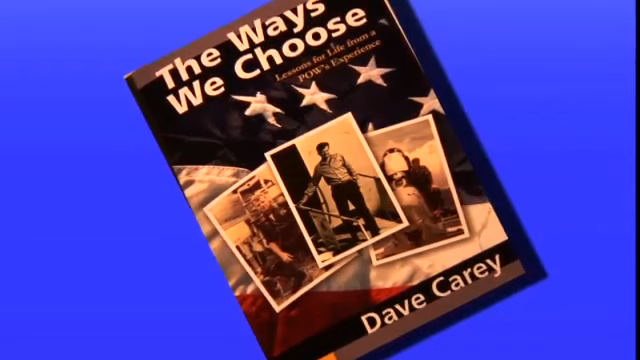 The Ways
We Choose
Lessons for Life from a
POW's Experience
Dave Carey